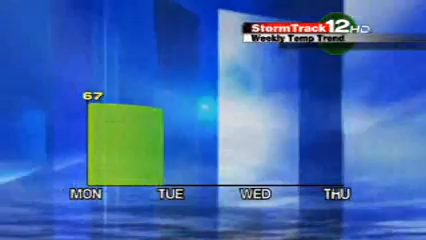 StormTrack 12 HD
Weekly Temp Trend
67
MON TUE WED THU